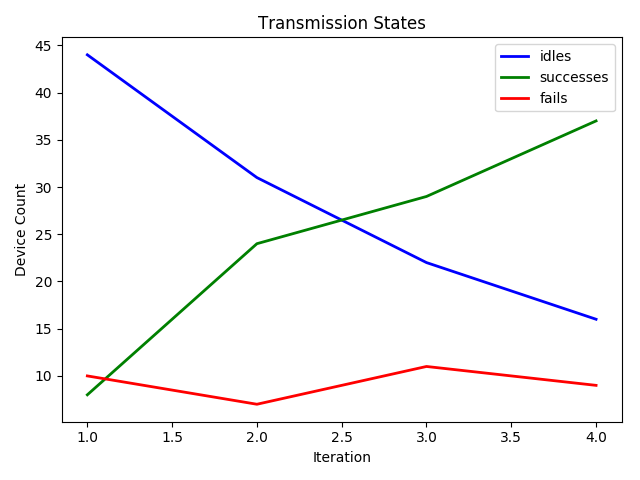 Transmission States
idles
successes
fails
Device Count
45
40
35
30
25
20
15
10
1.0 1.5 2.0 2.5 3.0 3.5 4.0
Iteration